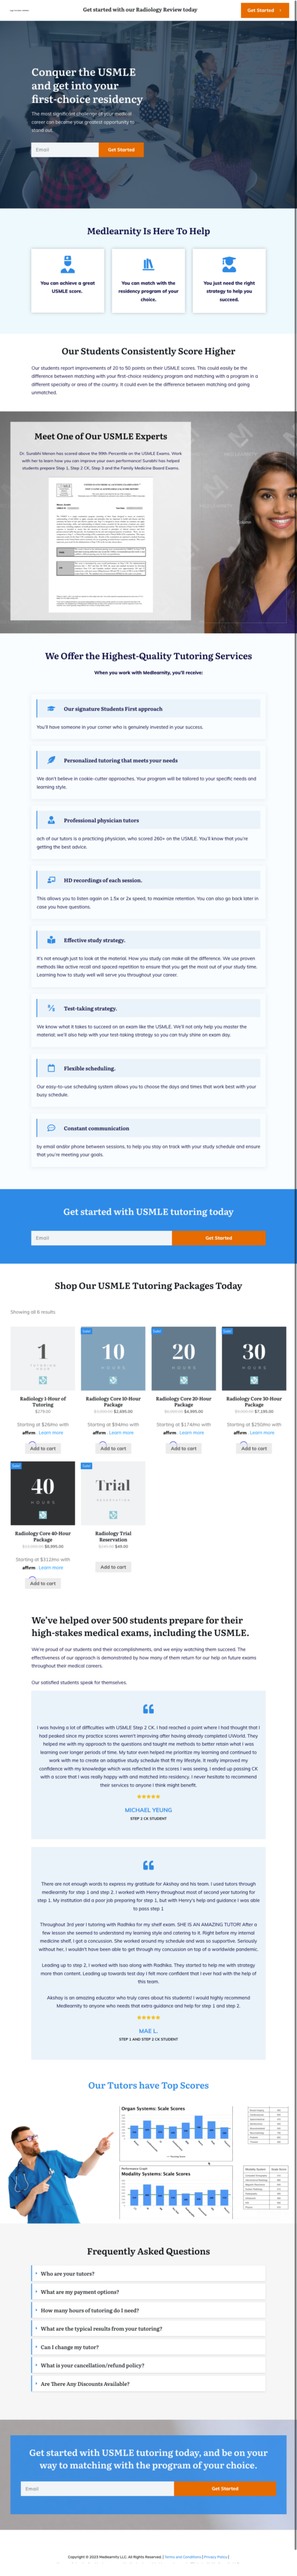 Get started with our Radiology Review today
Get Started
Conquer the USMLE
and get into your
first-choice residency
The most significant challenge of your medical
career can become your greatest opportunity to
stand out.
Email
Get Started
Medlearnity Is Here To Help
You can achieve a great
USMLE score.
You can match with the
residency program of your
choice.
You just need the right
strategy to help you
succeed.
Our Students Consistently Score Higher
Our students report improvements of 20 to 50 points on their USMLE scores. This could easily be the
difference between matching with your first-choice residency program and matching with a program in a
different specialty or area of the country. It could even be the difference between matching and going
unmatched.
Meet One of Our USMLE Experts
Dr. Surabhi Menon has scored above the 99th Percentile on the USMLE Exams. Work
with her to learn how you can improve your own performance! Surabhi has helped
students prepare Step 1, Step 2 CK, Step 3 and the Family Medicine Board Exams
We Offer the Highest-Quality Tutoring Services
When you work with Medlearnity, you'll receive:
Our signature Students First approach
You'll have someone in your corner who is genuinely invested in your success.
Personalized tutoring that meets your needs
We don't believe in cookie-cutter approaches. Your program will be tailored to your specific needs and
learning style.
Professional physician tutors
ach of our tutors is a practicing physician, who scored 260+ on the USMLE. You'll know that you're
getting the best advice.
HD recordings of each session.
This allows you to listen again on 1.5x or 2x speed, to maximize retention. You can also go back later in
case you have questions.
Effective study strategy.
It's not enough just to look at the material. How you study can make all the difference. We use proven
methods like active recall and spaced repetition to ensure that you get the most out of your study time.
Learning how to study well will serve you throughout your career.
Test-taking strategy.
We know what it takes to succeed on an exam like the USMLE. We'll not only help you master the
material; we'll also help with your test-taking strategy so you can truly shine on exam day.
Flexible scheduling.
Our easy-to-use scheduling system allows you to choose the days and times that work best with your
busy schedule.
Constant communication
by email and/or phone between sessions, to help you stay on track with your study schedule and ensure
that you're meeting your goals.
Get started with USMLE tutoring today
Email
Get Started
Shop Our USMLE Tutoring Packages Today
Showing all 6 results
1
TUTORING
HOUR
Sale!
10
HOURS
Sale!
20
HOURS
Sale!
30
HOURS
Radiology 1-Hour of
Tutoring
$279.00
Starting at $26/mo with
affirm Learn more
Add to cart
Radiology Core 10-Hour
Package
$2,695.00
Starting at $94/mo with
affirm Learn more
Add to cart
Radiology Core 20-Hour
Package
$4,995.00
Starting at $174/mo with
affirm Learn more
Add to cart
Radiology Core 30-Hour
Package
$7,195.00
Starting at $250/mo with
affirm Learn more
Add to cart
Sale!
40
HOURS
Sale!
Trial
RESERVATION
Radiology Core 40-Hour
Package
$8,995.00
Starting at $312/mo with
affirm Learn more
Add to cart
Radiology Trial
Reservation
$49.00
Add to cart
We've helped over 500 students prepare for their
high-stakes medical exams, including the USMLE.
We're proud of our students and their accomplishments, and we enjoy watching them succeed. The
effectiveness of our approach is demonstrated by how many of them return for our help on future exams
throughout their medical careers.
Our satisfied students speak for themselves.
I was having a lot of difficulties with USMLE Step 2 CK. I had reached a point where I had thought that I
had peaked since my practice scores weren't improving after having already completed UWorld. They
helped me with my approach to the questions and taught me methods to better retain what I was
learning over longer periods of time. My tutor even helped me prioritize my learning and continued to
work with me to create an adaptive study schedule that fit my lifestyle. It really improved my
confidence with my knowledge which was reflected in the scores I was seeing. I ended up passing CK
with a score that I was really happy with and matched into residency. I never hesitate to recommend
their services to anyone I think might benefit.
MICHAEL YEUNG
STEP 2 CK STUDENT
There are not enough words to express my gratitude for Akshay and his team. I used tutors through
medlearnity for step 1 and step 2. I worked with Henry throughout most of second year tutoring for
step 1. My institution did a poor job preparing for step 1, but with Henry's help and guidance I was able
to pass step 1
Throughout 3rd year I tutoring with Radhika for my shelf exam. SHE IS AN AMAZING TUTOR! After a
few lesson she seemed to understand my learning style and catering to it. Right before my internal
medicine shelf, I got a concussion. She worked around my schedule and was so supportive. Seriously
without her, I wouldn't have been able to get through my concussion on top of a worldwide pandemic.
Leading up to step 2, I worked with Isaa along with Radhika. They started to help me with strategy
more than content. Leading up towards test day I felt more confident that I ever had with the help of
this team.
Akshay is an amazing educator who truly cares about his students! I would highly recommend
Medlearnity to anyone who needs that extra guidance and help for step 1 and step 2.
MAE L.
STEP 1 AND STEP 2 CK STUDENT
Our Tutors have Top Scores
Organ Systems: Scale Scores
Performance Graph
Modality Systems: Scale Scores
Frequently Asked Questions
Who are your tutors?
What are my payment options?
How many hours of tutoring do I need?
What are the typical results from your tutoring?
Can I change my tutor?
What is your cancellation/refund policy?
Are There Any Discounts Available?
Get started with USMLE tutoring today, and be on your
way to matching with the program of your choice.
Email
Get Started
Copyright © 2023 Medlearnity LLC. All Rights Reserved. | Terms and Conditions | Privacy Policy |